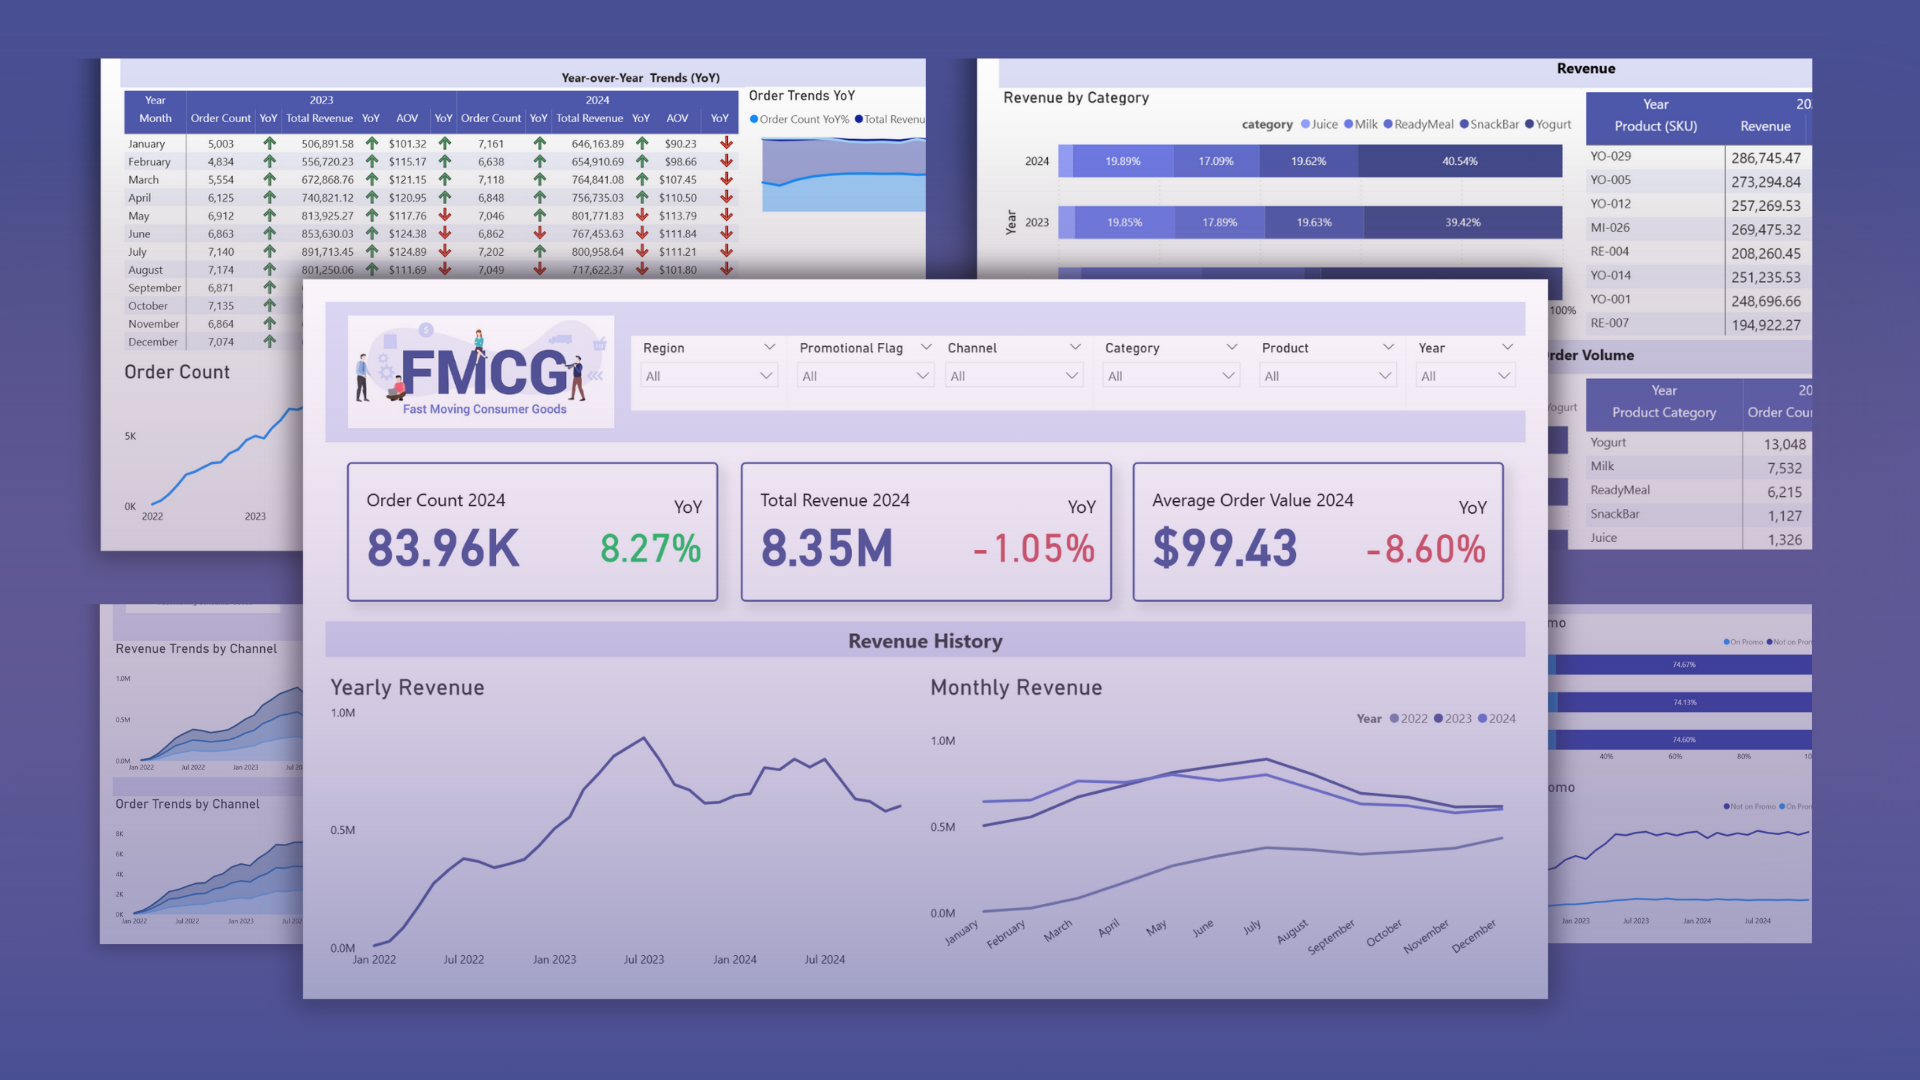 Year-over-Year Trends (YoY)
Year 2023 2024
Month Order Count YoY Total Revenue YoY AOV YoY Order Count YoY Total Revenue YoY AOV YoY
January 5,003 506,891.58 $101.32 7,161 646,163.89 $90.23
February 4,834 556,720.23 $115.17 6,638 654,910.69 $98.66
March 5,554 672,868.76 $121.15 7,118 764,841.08 $107.45
April 6,125 740,821.12 $120.95 6,848 756,735.03 $110.50
May 6,912 813,925.27 $117.76 7,046 801,771.83 $113.79
June 6,863 853,630.03 $124.38 6,862 767,453.63 $111.84
July 7,140 891,713.45 $124.89 7,202 800,958.64 $111.21
August 7,174 801,250.06 $111.69 7,049 717,622.37 $101.80
September 6,871
October 7,135
November 6,864
December 7,074
Order Trends YoY
Order Count YoY% Total Revenu
Order Count
5K
0K
2022 2023
Revenue
Revenue by Category
category Juice Milk ReadyMeal SnackBar Yogurt
Year
2024 19.89% 17.09% 19.62% 40.54%
2023 19.85% 17.89% 19.63% 39.42%
100%
Year 20
Product (SKU) Revenue
YO-029 286,745.47
YO-005 273,294.84
YO-012 257,269.53
MI-026 269,475.32
RE-004 208,260.45
YO-014 251,235.53
YO-001 248,696.66
RE-007 194,922.27
rder Volume
ogurt
Year 20
Product Category Order Cou
Yogurt 13,048
Milk 7,532
ReadyMeal 6,215
SnackBar 1,127
Juice 1,326
FMCG
Fast Moving Consumer Goods
Region Promotional Flag Channel Category Product Year
All All All All All All
Order Count 2024 YoY
83.96K 8.27%
Total Revenue 2024 YoY
8.35M -1.05%
Average Order Value 2024 YoY
$99.43 -8.60%
Revenue History
Yearly Revenue
1.0M
0.5M
0.0M
Jan 2022 Jul 2022 Jan 2023 Jul 2023 Jan 2024 Jul 2024
Monthly Revenue
Year 2022 2023 2024
1.0M
0.5M
0.0M
January February March April May June July August September October November December
Revenue Trends by Channel
1.0M
0.5M
0.0M
Jan 2022 Jul 2022 Jan 2023 Jul 20
Order Trends by Channel
8K
6K
4K
2K
0K
Jan 2022 Jul 2022 Jan 2023 Jul 202
mo
On Promo Not on Prom
74.67%
74.13%
74.60%
40% 60% 80% 10
omo
Not on Promo On Prom
Jan 2023 Jul 2023 Jan 2024 Jul 2024